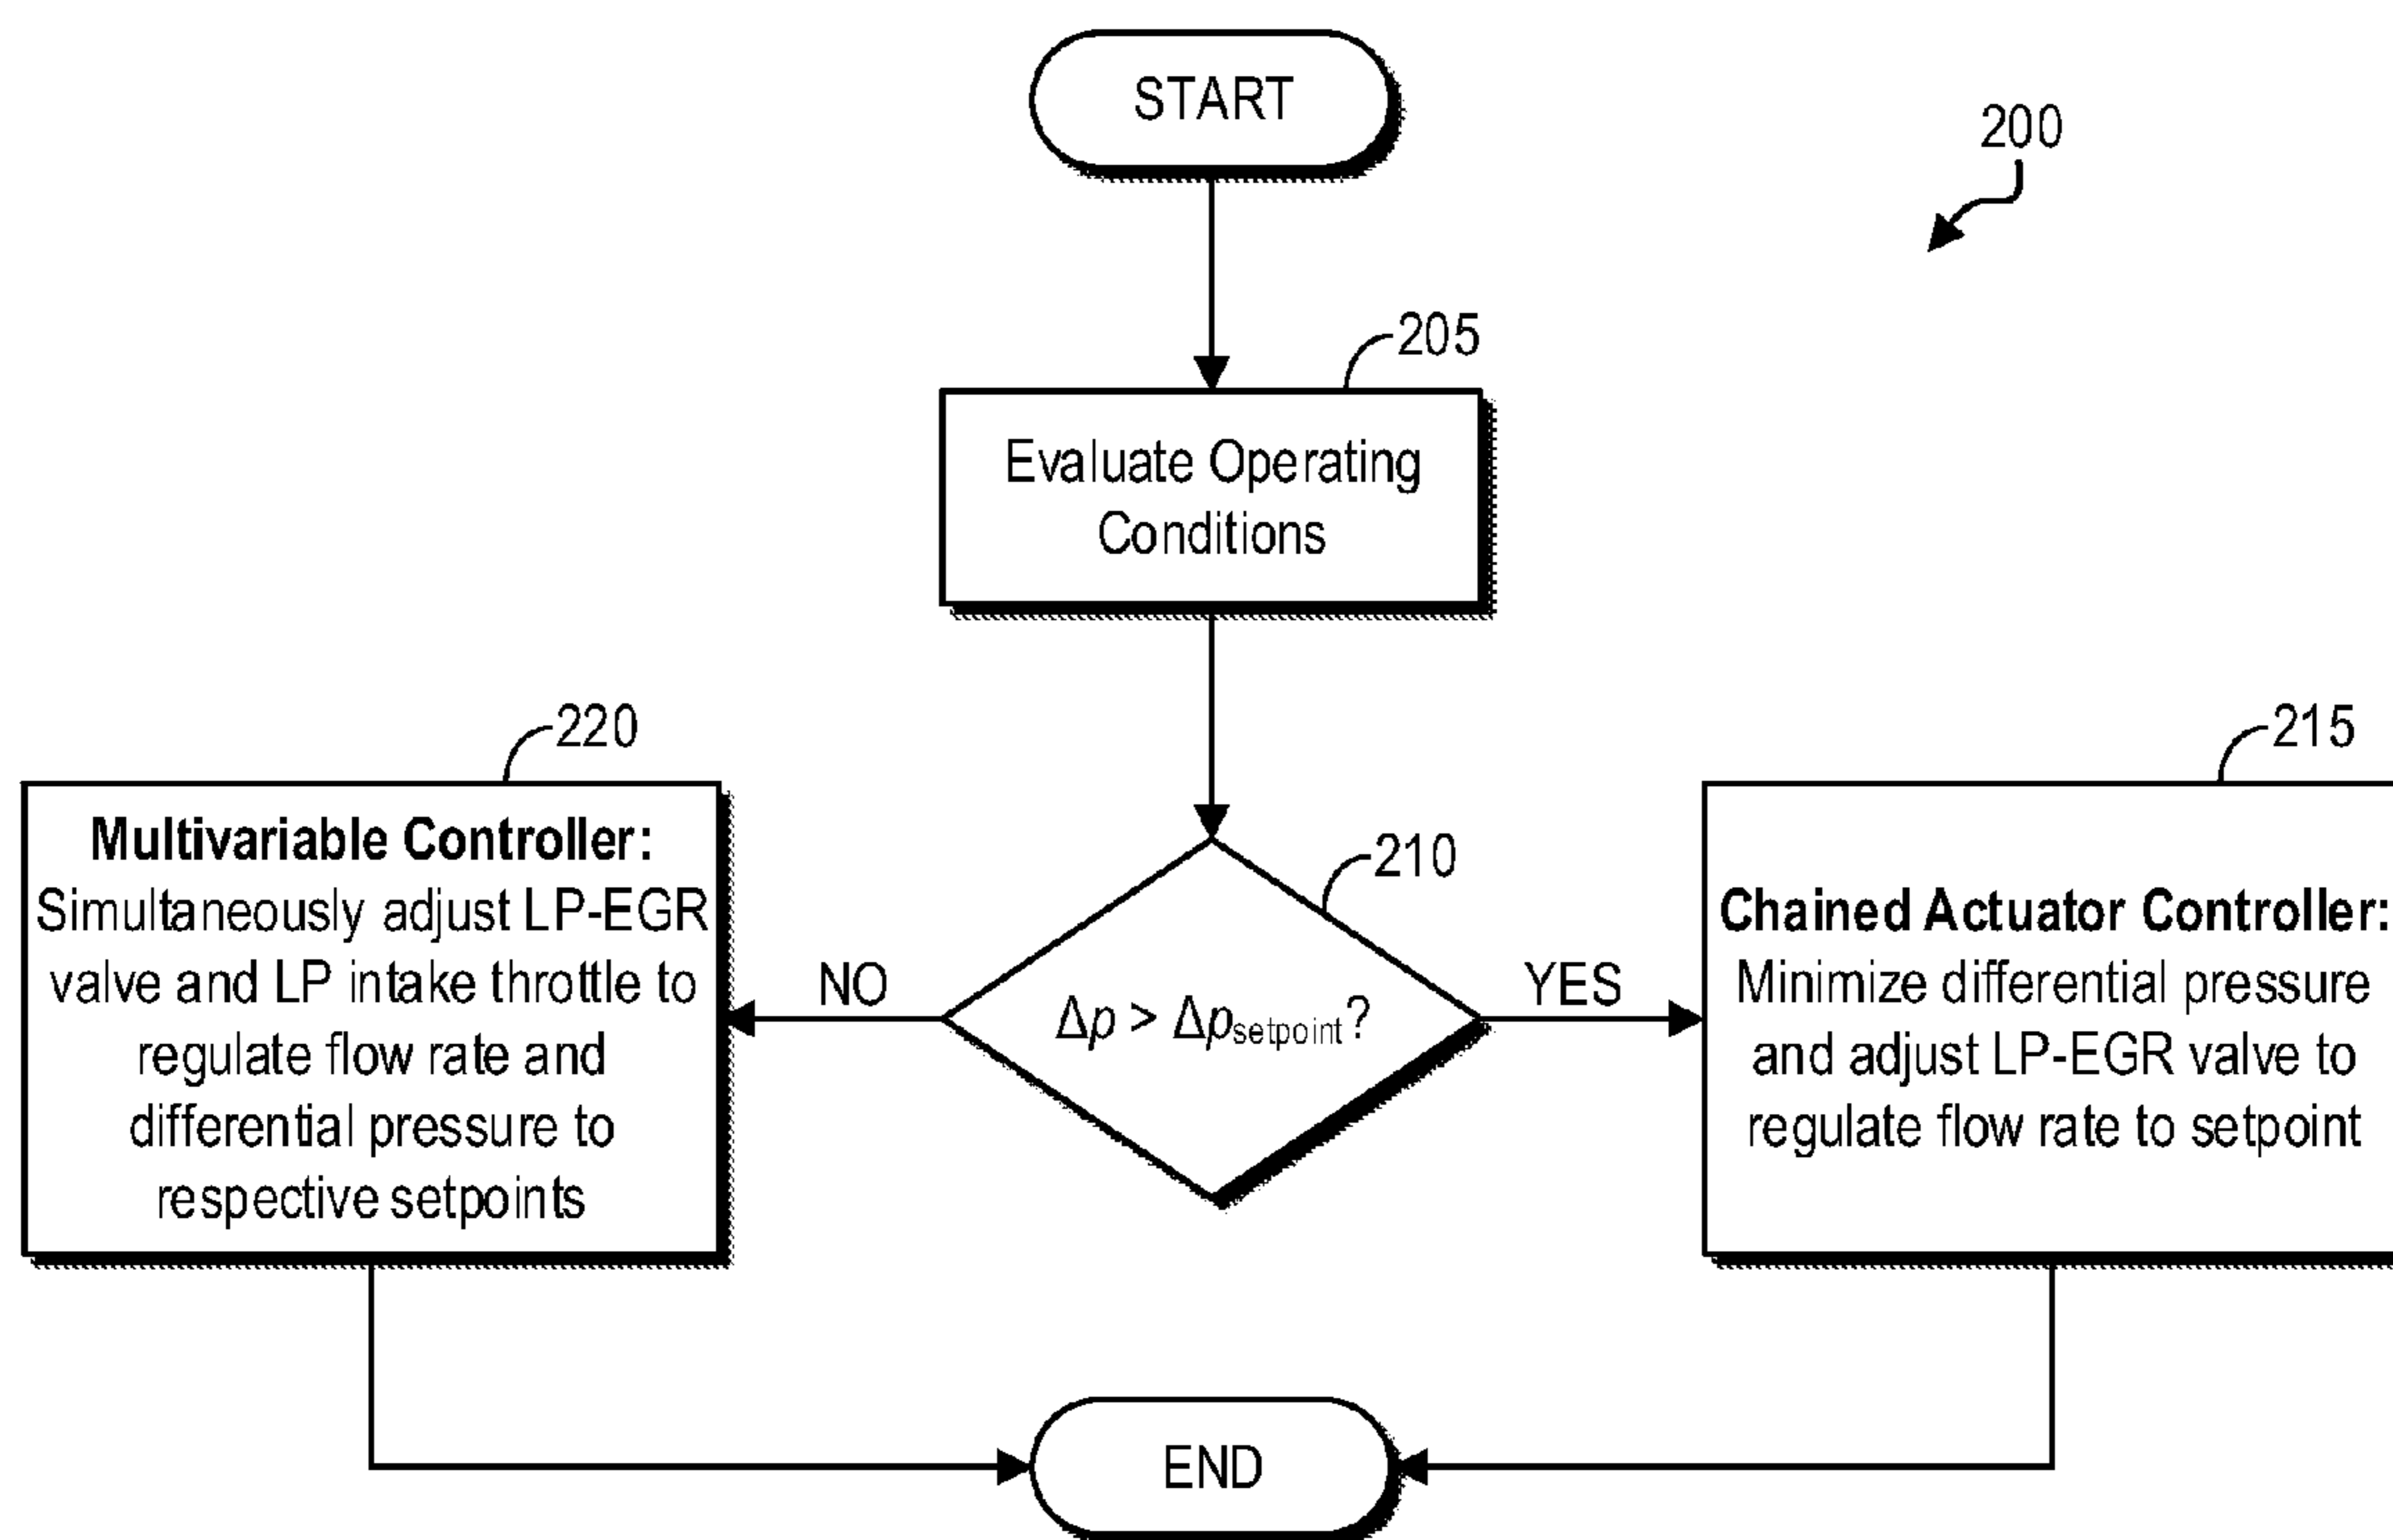 START
200
205
Evaluate Operating
Conditions
220
Multivariable Controller:
Simultaneously adjust LP-EGR
valve and LP intake throttle to
regulate flow rate and
differential pressure to
respective setpoints
210
NO
Δp > Δpsetpoint?
YES
215
Chained Actuator Controller:
Minimize differential pressure
and adjust LP-EGR valve to
regulate flow rate to setpoint
END